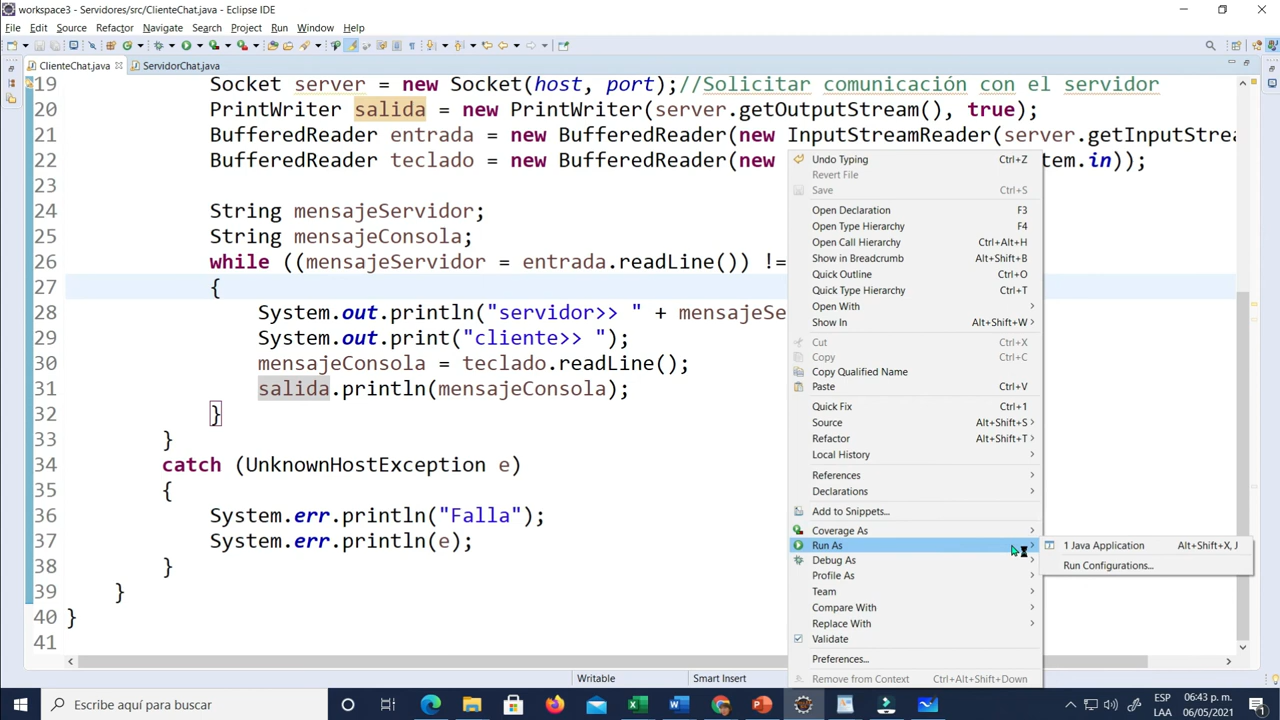 workspace3 - Servidores/src/ClienteChat.java - Eclipse IDE
File Edit Source Refactor Navigate Search Project Run Window Help
ClienteChat.java ServidorChat.java
19 Socket server = new Socket(host, port);//Solicitar comunicación con el servidor
20 PrintWriter salida = new PrintWriter(server.getOutputStream(), true);
21 BufferedReader entrada = new BufferedReader(new InputStreamReader(server.getInputStrea
22 BufferedReader teclado = new BufferedReader(new tem.in));
23
24 String mensajeServidor;
25 String mensajeConsola;
26 while ((mensajeServidor = entrada.readLine()) !=
27 {
28 System.out.println("servidor>> " + mensajeSe
29 System.out.print("cliente>> ");
30 mensajeConsola = teclado.readLine();
31 salida.println(mensajeConsola);
32 }
33 }
34 catch (UnknownHostException e)
35 {
36 System.err.println("Falla");
37 System.err.println(e);
38 }
39 }
40 }
41
Undo Typing Ctrl+Z
Revert File
Save Ctrl+S
Open Declaration F3
Open Type Hierarchy F4
Open Call Hierarchy Ctrl+Alt+H
Show in Breadcrumb Alt+Shift+B
Quick Outline Ctrl+O
Quick Type Hierarchy Ctrl+T
Open With
Show In Alt+Shift+W
Cut Ctrl+X
Copy Ctrl+C
Copy Qualified Name
Paste Ctrl+V
Quick Fix Ctrl+1
Source Alt+Shift+S
Refactor Alt+Shift+T
Local History
References
Declarations
Add to Snippets...
Coverage As
Run As
Debug As
Profile As
Team
Compare With
Replace With
Validate
Preferences...
Remove from Context Ctrl+Alt+Shift+Down
1 Java Application Alt+Shift+X, J
Run Configurations...
Writable Smart Insert
Escribe aquí para buscar
ESP 06:43 p. m.
LAA 06/05/2021
1